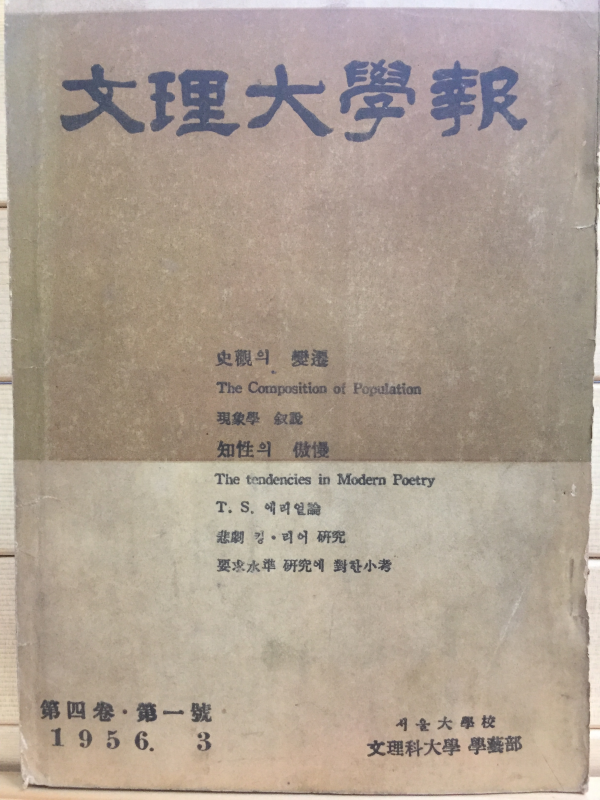 文理大學報
史觀의 變遷
The Composition of Population
現象學 叙說
知性의 傲慢
The tendencies in Modern Poetry
T. S. 에리얼論
悲劇 킹·리어 硏究
要求水準 硏究에 對한小考
第四卷·第一號
1956. 3
서울大學校
文理科大學 學藝部